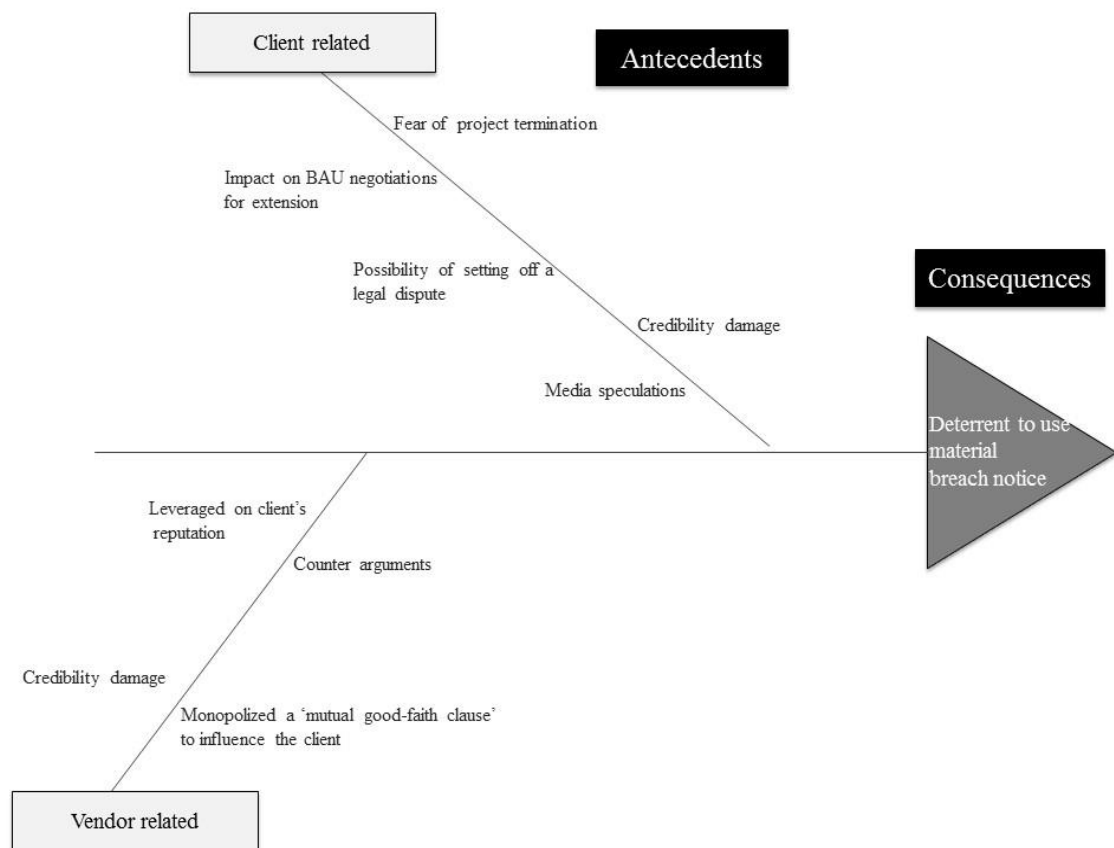 Client related
Antecedents
Fear of project termination
Impact on BAU negotiations
for extension
Possibility of setting off a
legal dispute
Consequences
Credibility damage
Media speculations
Deterrent to use
material
breach notice
Leveraged on client’s
reputation
Counter arguments
Credibility damage
Monopolized a ‘mutual good-faith clause’
to influence the client
Vendor related